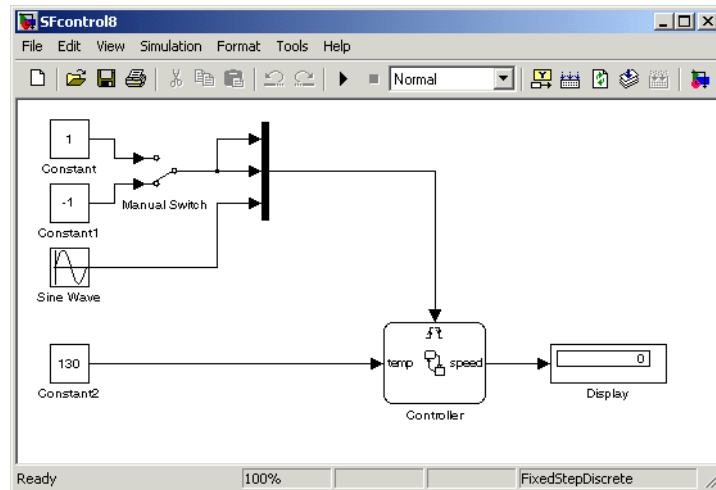 SFcontrol8
File Edit View Simulation Format Tools Help
Normal
1
Constant
-1
Manual Switch
Constant1
Sine Wave
130
Constant2
temp
speed
Controller
0
Display
Ready
100%
FixedStepDiscrete